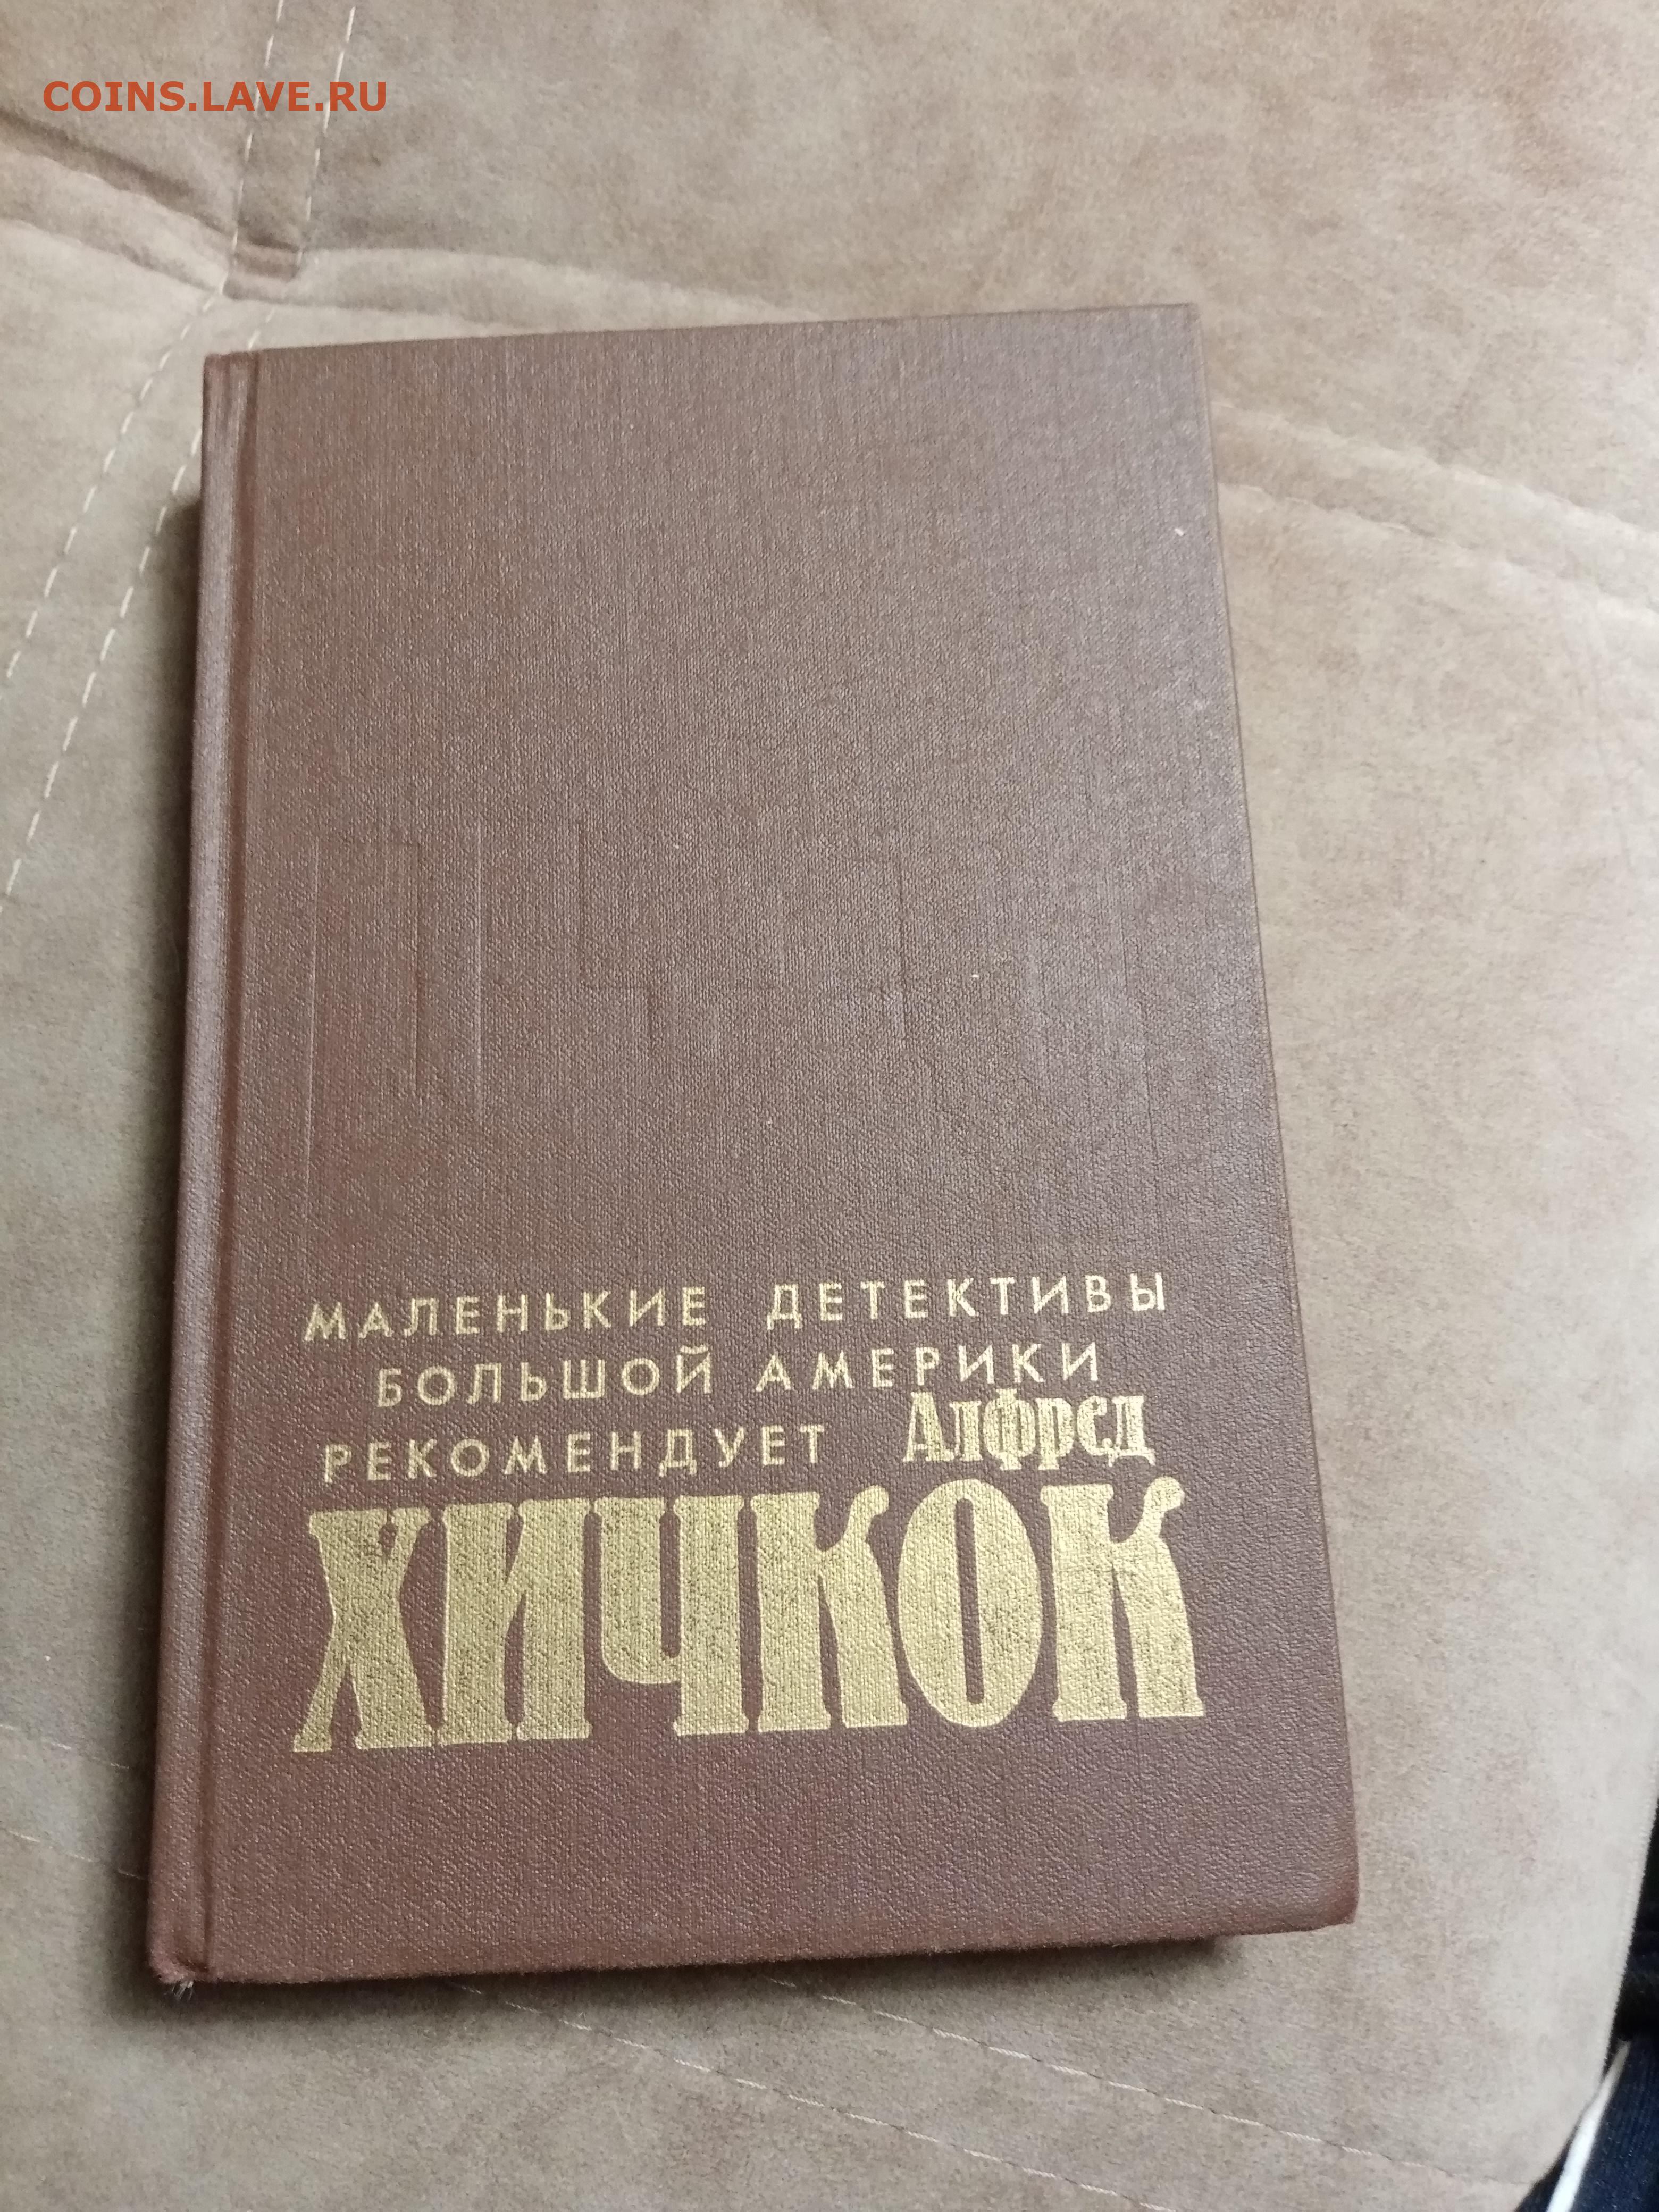 COINS.LAVE.RU
МАЛЕНЬКИЕ ДЕТЕКТИВЫ
БОЛЬШОЙ АМЕРИКИ
РЕКОМЕНДУЕТ Алфред
ХИЧКОК